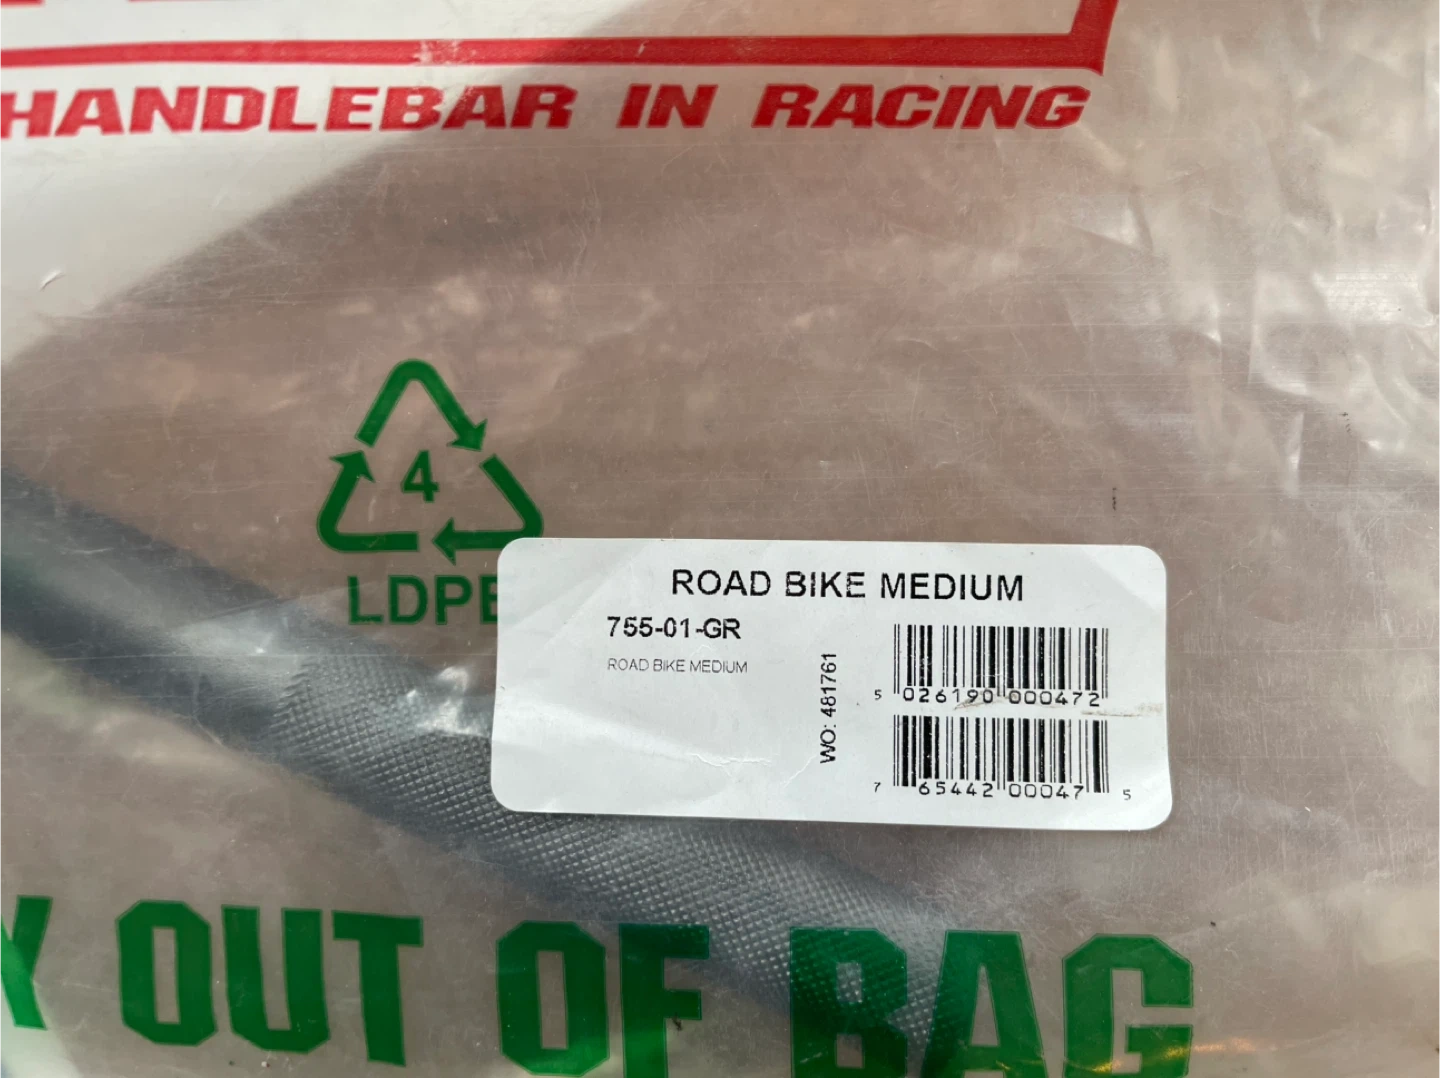 HANDLEBAR IN RACING
4
ROAD BIKE MEDIUM
755-01-GR
ROAD BIKE MEDIUM
WO: 481761
5 026190 000472
7 65442 00047 5
OUT OF BAG